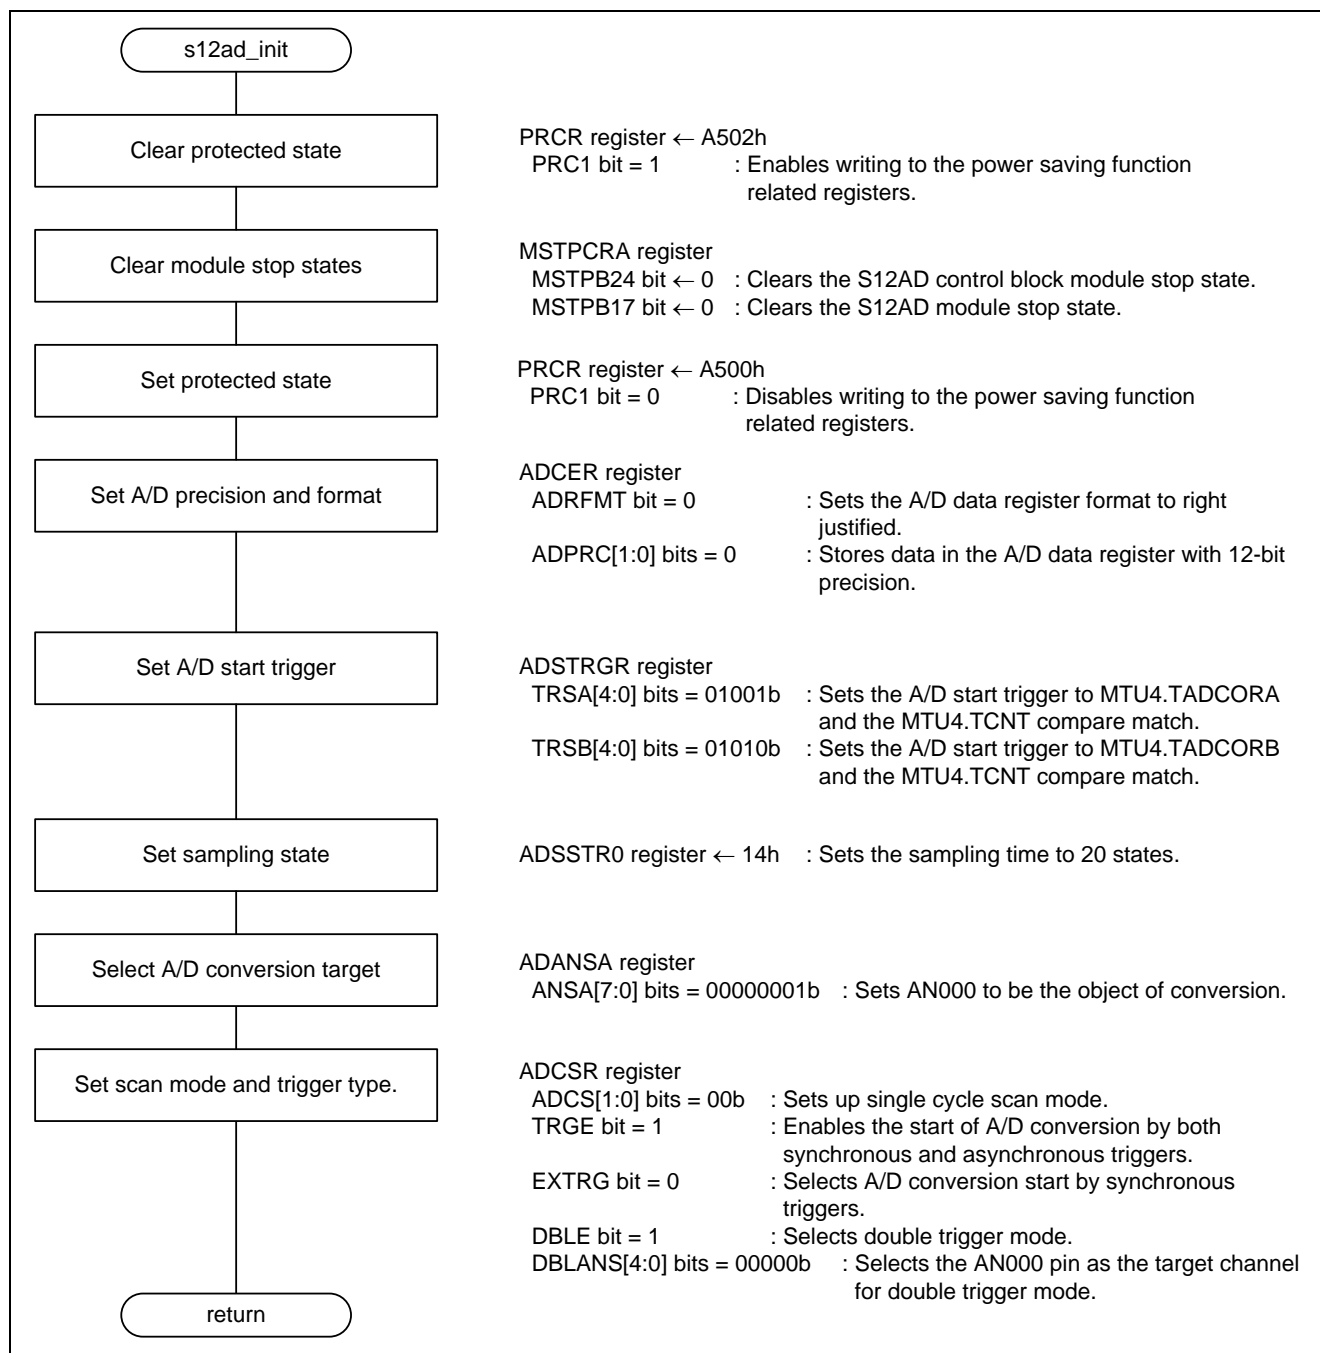 s12ad_init
Clear protected state
PRCR register ← A502h
PRC1 bit = 1 : Enables writing to the power saving function
related registers.
Clear module stop states
MSTPCRA register
MSTPB24 bit ← 0 : Clears the S12AD control block module stop state.
MSTPB17 bit ← 0 : Clears the S12AD module stop state.
Set protected state
PRCR register ← A500h
PRC1 bit = 0 : Disables writing to the power saving function
related registers.
Set A/D precision and format
ADCER register
ADRFMT bit = 0 : Sets the A/D data register format to right
justified.
ADPRC[1:0] bits = 0 : Stores data in the A/D data register with 12-bit
precision.
Set A/D start trigger
ADSTRGR register
TRSA[4:0] bits = 01001b : Sets the A/D start trigger to MTU4.TADCORA
and the MTU4.TCNT compare match.
TRSB[4:0] bits = 01010b : Sets the A/D start trigger to MTU4.TADCORB
and the MTU4.TCNT compare match.
Set sampling state
ADSSTR0 register ← 14h : Sets the sampling time to 20 states.
Select A/D conversion target
ADANSA register
ANSA[7:0] bits = 00000001b : Sets AN000 to be the object of conversion.
Set scan mode and trigger type.
ADCSR register
ADCS[1:0] bits = 00b : Sets up single cycle scan mode.
TRGE bit = 1 : Enables the start of A/D conversion by both
synchronous and asynchronous triggers.
EXTRG bit = 0 : Selects A/D conversion start by synchronous
triggers.
DBLE bit = 1 : Selects double trigger mode.
DBLANS[4:0] bits = 00000b : Selects the AN000 pin as the target channel
for double trigger mode.
return